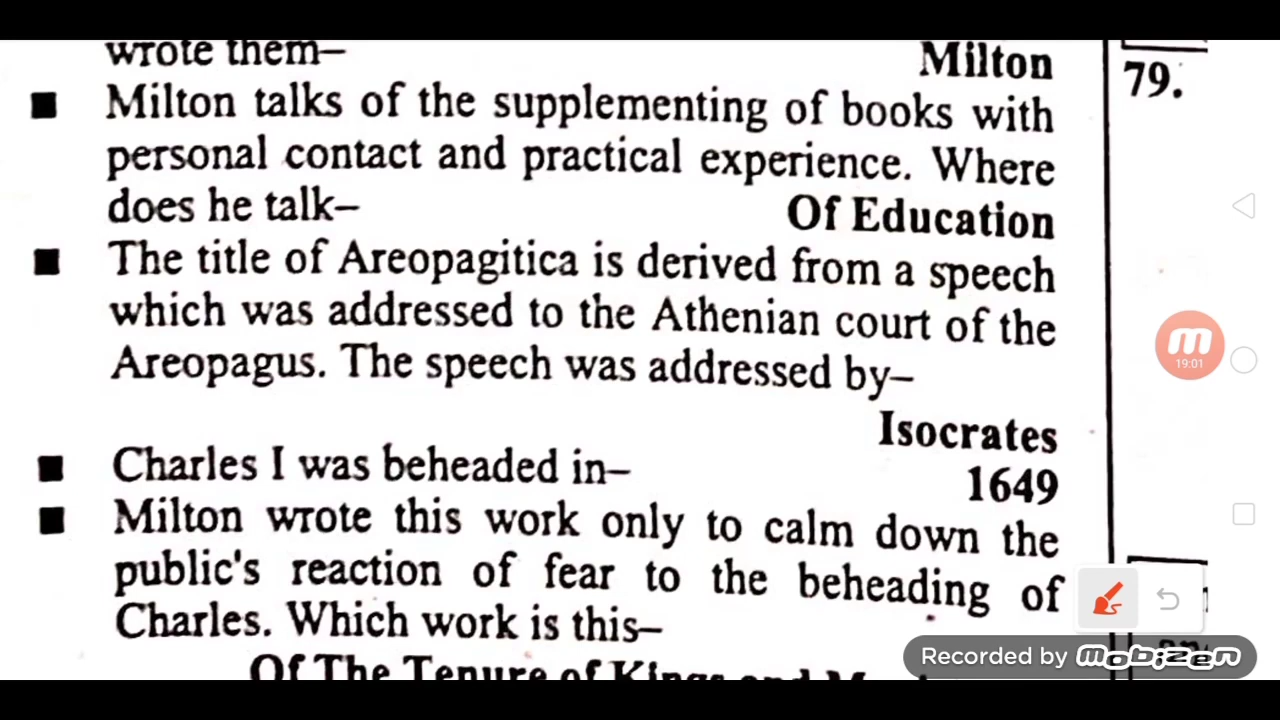 wrote them–
Milton
■ Milton talks of the supplementing of books with
personal contact and practical experience. Where
does he talk– Of Education
■ The title of Areopagitica is derived from a speech
which was addressed to the Athenian court of the
Areopagus. The speech was addressed by–
Isocrates
■ Charles I was beheaded in– 1649
■ Milton wrote this work only to calm down the
public's reaction of fear to the beheading of
Charles. Which work is this–
Of The Tenure of Kings and
79.
19:01
Recorded by mobizen